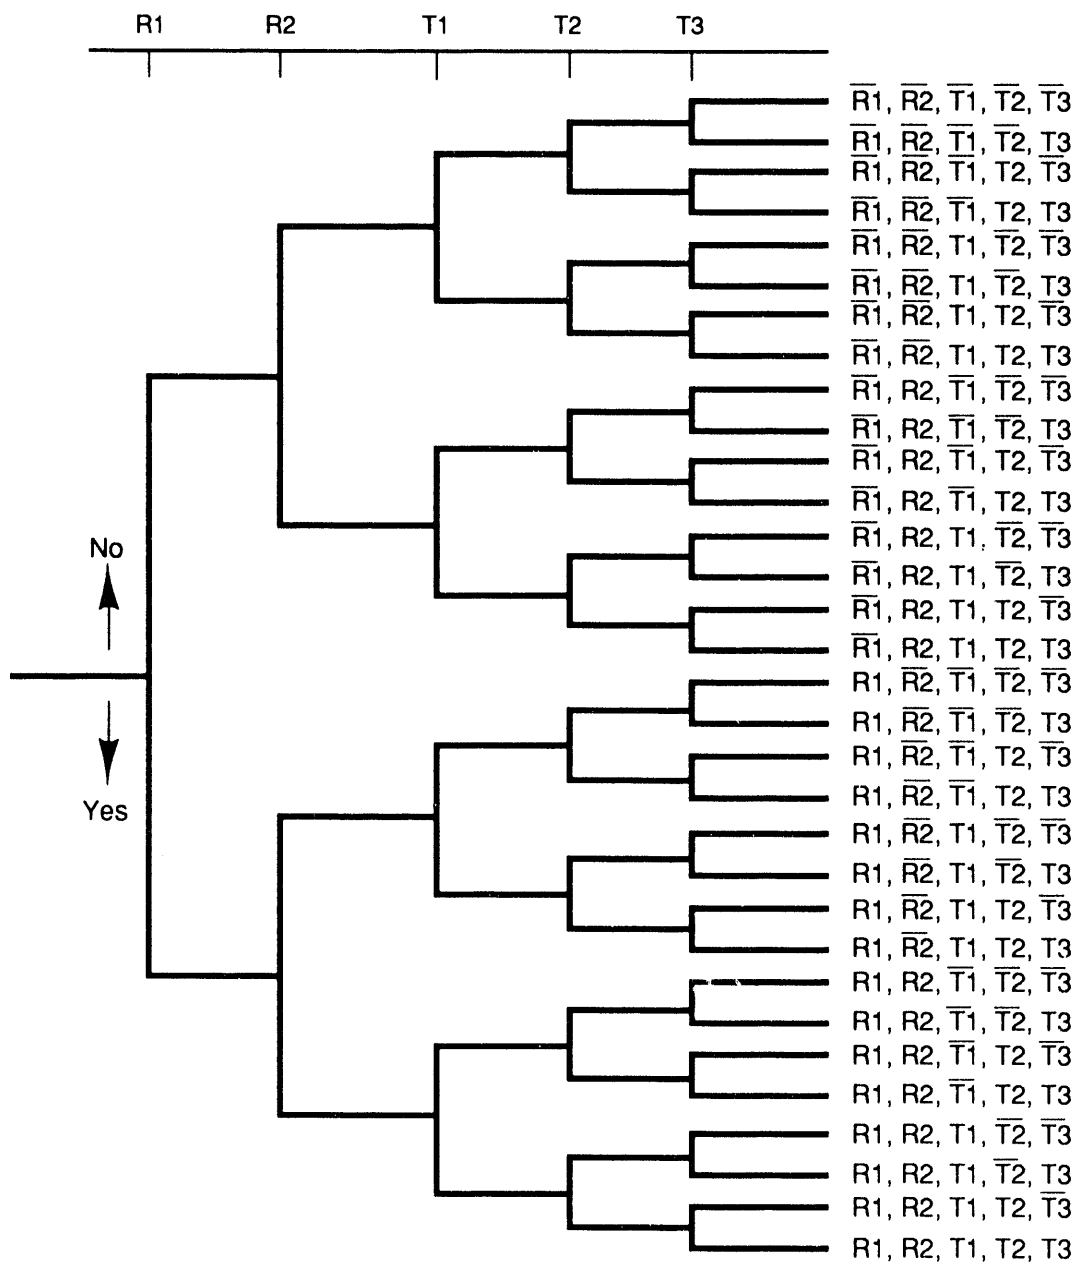 R1 R2 T1 T2 T3
R̅1̅, R̅2̅, T̅1̅, T̅2̅, T̅3̅
R̅1̅, R̅2̅, T̅1̅, T̅2̅, T3
R̅1̅, R̅2̅, T̅1̅, T2, T̅3̅
R̅1̅, R̅2̅, T̅1̅, T2, T3
R̅1̅, R̅2̅, T1, T̅2̅, T̅3̅
R̅1̅, R̅2̅, T1, T̅2̅, T3
R̅1̅, R̅2̅, T1, T2, T̅3̅
R̅1̅, R̅2̅, T1, T2, T3
R̅1̅, R2, T̅1̅, T̅2̅, T̅3̅
R̅1̅, R2, T̅1̅, T̅2̅, T3
R̅1̅, R2, T̅1̅, T2, T̅3̅
R̅1̅, R2, T̅1̅, T2, T3
R̅1̅, R2, T1, T̅2̅, T̅3̅
No
R̅1̅, R2, T1, T̅2̅, T3
R̅1̅, R2, T1, T2, T̅3̅
R̅1̅, R2, T1, T2, T3
R1, R̅2̅, T̅1̅, T̅2̅, T̅3̅
R1, R̅2̅, T̅1̅, T̅2̅, T3
R1, R̅2̅, T̅1̅, T2, T̅3̅
R1, R̅2̅, T̅1̅, T2, T3
Yes
R1, R̅2̅, T1, T̅2̅, T̅3̅
R1, R̅2̅, T1, T̅2̅, T3
R1, R̅2̅, T1, T2, T̅3̅
R1, R̅2̅, T1, T2, T3
R1, R2, T̅1̅, T̅2̅, T̅3̅
R1, R2, T̅1̅, T̅2̅, T3
R1, R2, T̅1̅, T2, T̅3̅
R1, R2, T̅1̅, T2, T3
R1, R2, T1, T̅2̅, T̅3̅
R1, R2, T1, T̅2̅, T3
R1, R2, T1, T2, T̅3̅
R1, R2, T1, T2, T3